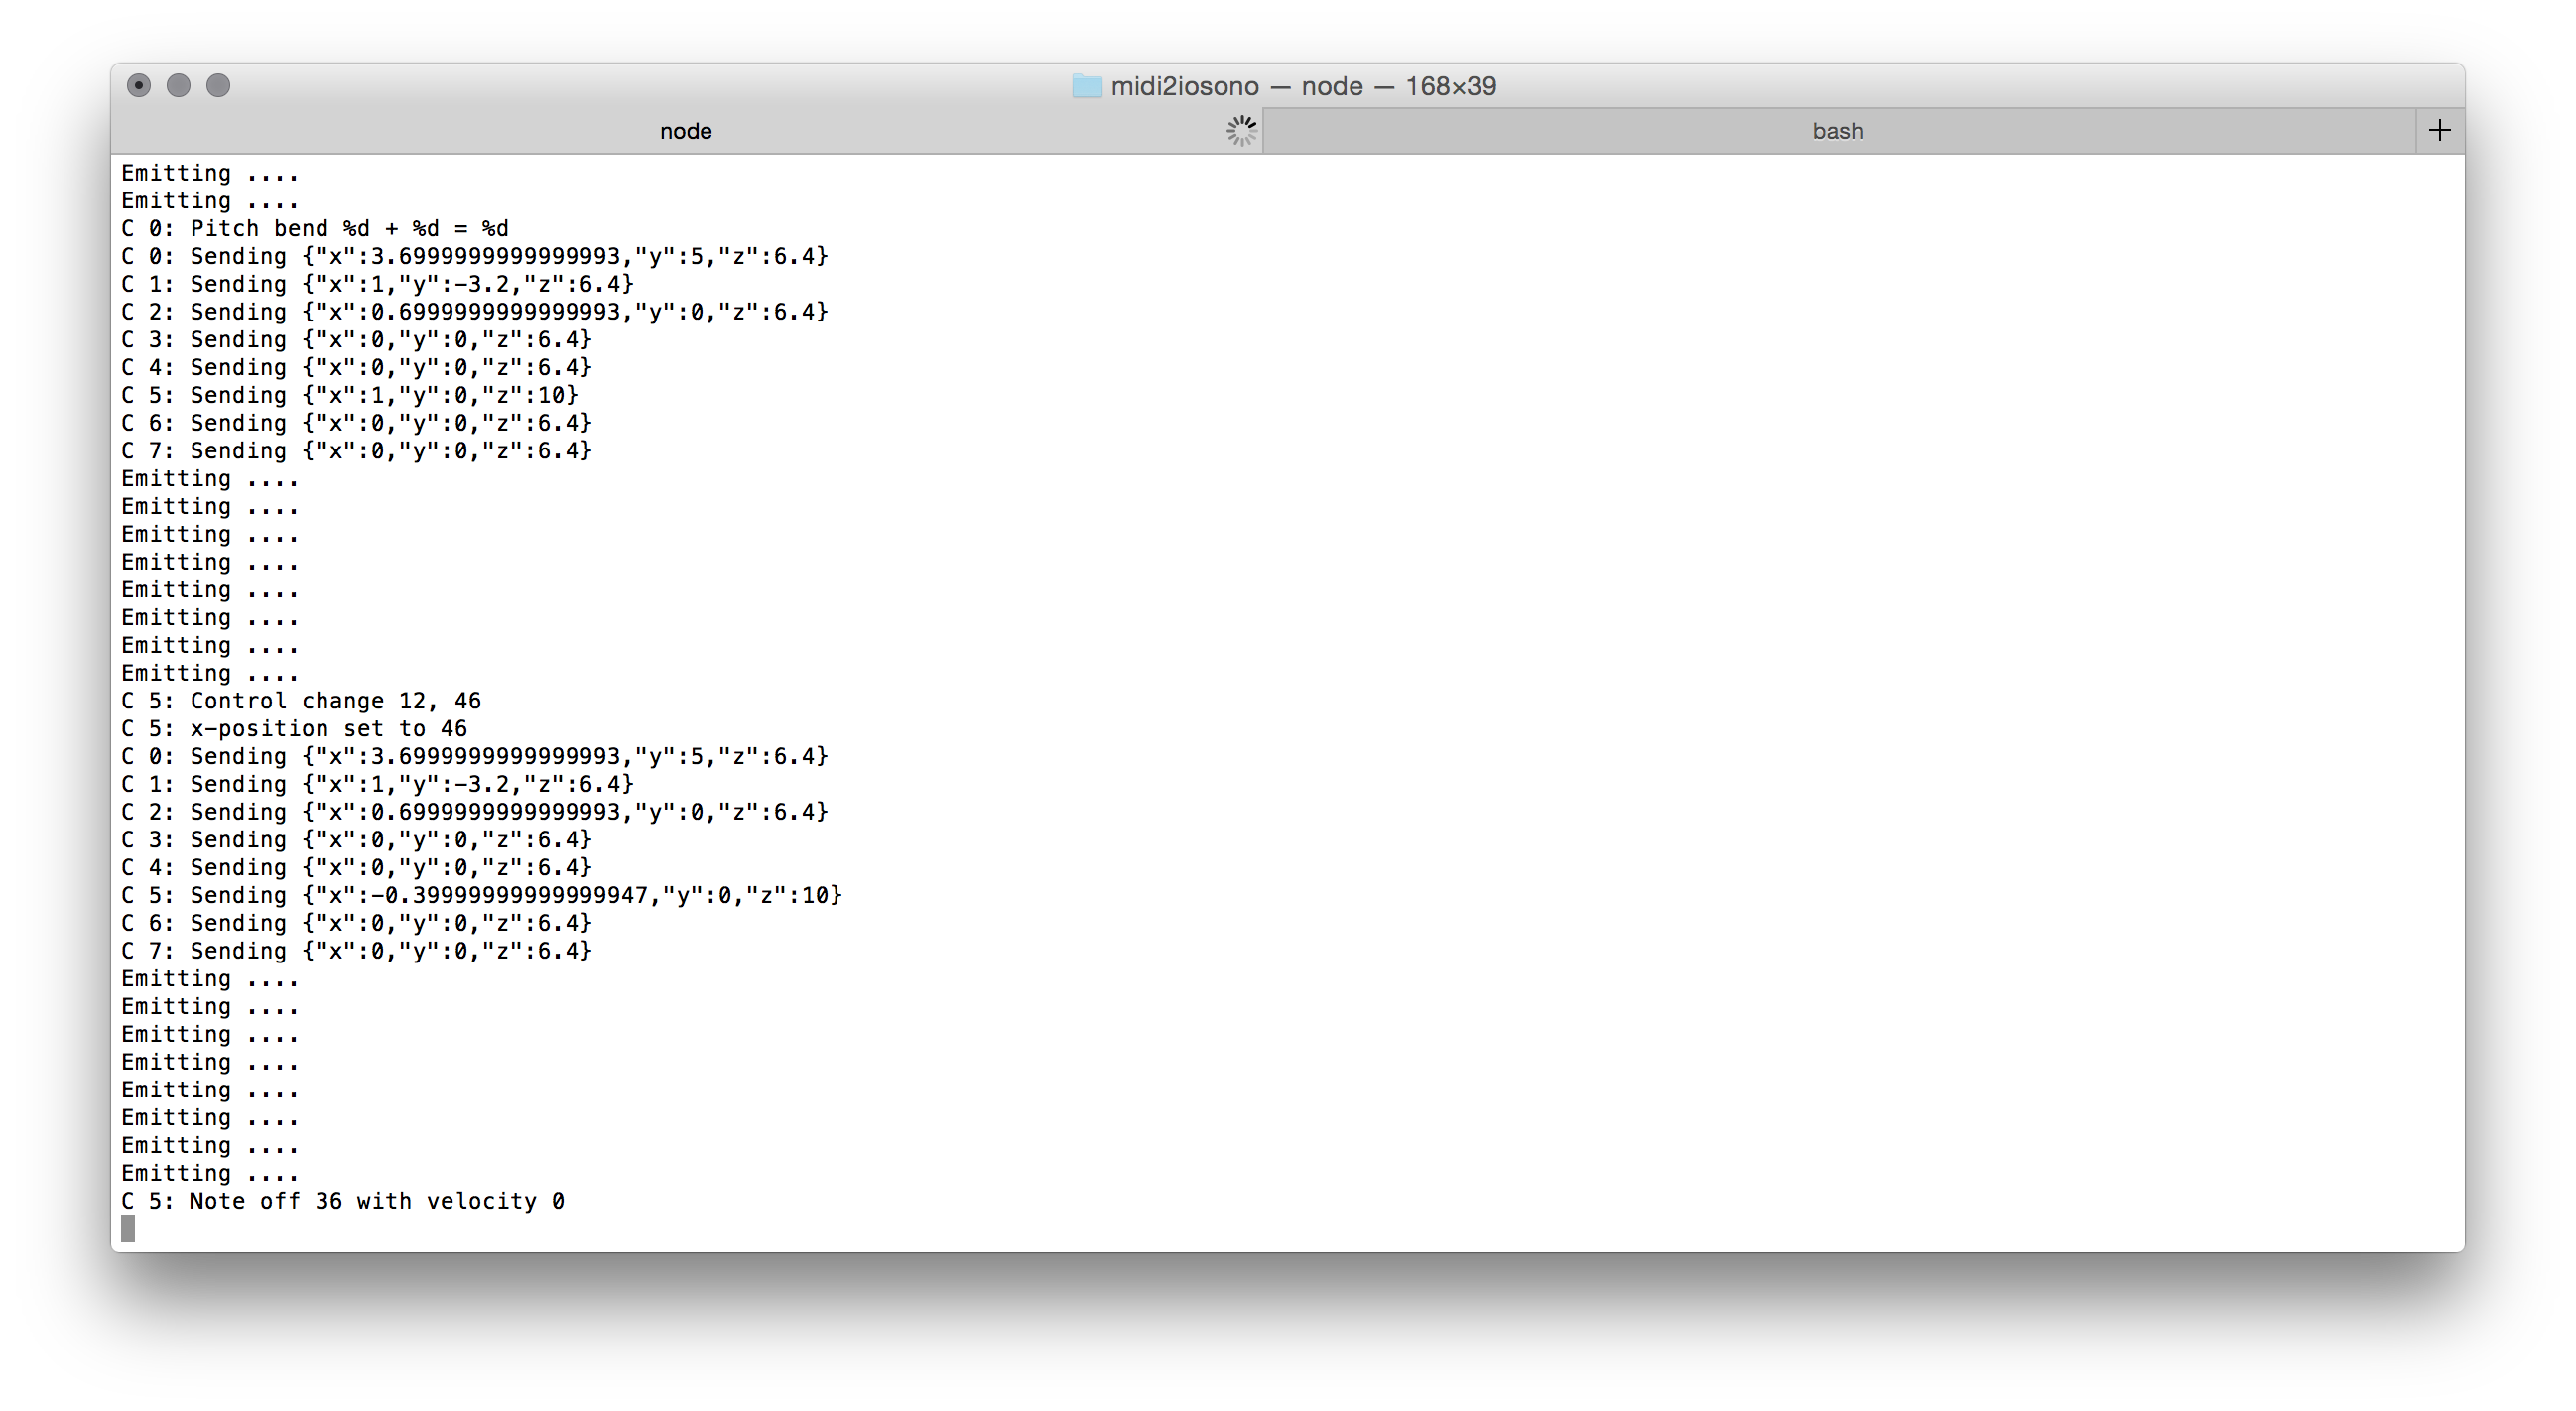 midi2iosono — node — 168×39
node
bash
+
Emitting ....
Emitting ....
C 0: Pitch bend %d + %d = %d
C 0: Sending {"x":3.6999999999999993,"y":5,"z":6.4}
C 1: Sending {"x":1,"y":-3.2,"z":6.4}
C 2: Sending {"x":0.6999999999999993,"y":0,"z":6.4}
C 3: Sending {"x":0,"y":0,"z":6.4}
C 4: Sending {"x":0,"y":0,"z":6.4}
C 5: Sending {"x":1,"y":0,"z":10}
C 6: Sending {"x":0,"y":0,"z":6.4}
C 7: Sending {"x":0,"y":0,"z":6.4}
Emitting ....
Emitting ....
Emitting ....
Emitting ....
Emitting ....
Emitting ....
Emitting ....
Emitting ....
C 5: Control change 12, 46
C 5: x-position set to 46
C 0: Sending {"x":3.6999999999999993,"y":5,"z":6.4}
C 1: Sending {"x":1,"y":-3.2,"z":6.4}
C 2: Sending {"x":0.6999999999999993,"y":0,"z":6.4}
C 3: Sending {"x":0,"y":0,"z":6.4}
C 4: Sending {"x":0,"y":0,"z":6.4}
C 5: Sending {"x":-0.39999999999999947,"y":0,"z":10}
C 6: Sending {"x":0,"y":0,"z":6.4}
C 7: Sending {"x":0,"y":0,"z":6.4}
Emitting ....
Emitting ....
Emitting ....
Emitting ....
Emitting ....
Emitting ....
Emitting ....
Emitting ....
C 5: Note off 36 with velocity 0